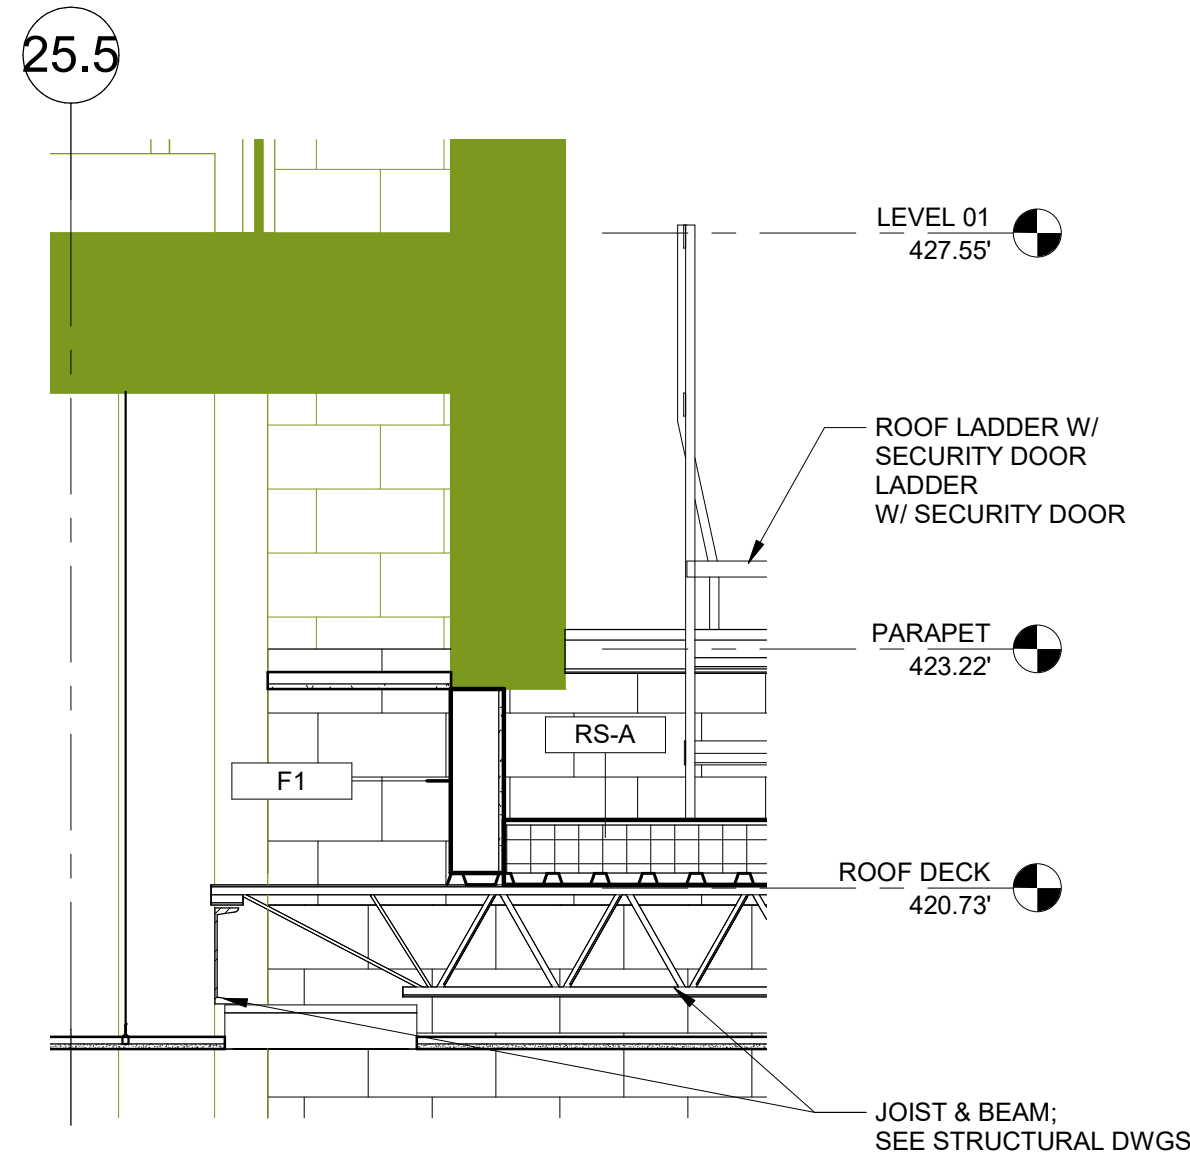 25.5
LEVEL 01
427.55'
ROOF LADDER W/
SECURITY DOOR
LADDER
W/ SECURITY DOOR
PARAPET
423.22'
RS-A
F1
ROOF DECK
420.73'
JOIST & BEAM;
SEE STRUCTURAL DWGS